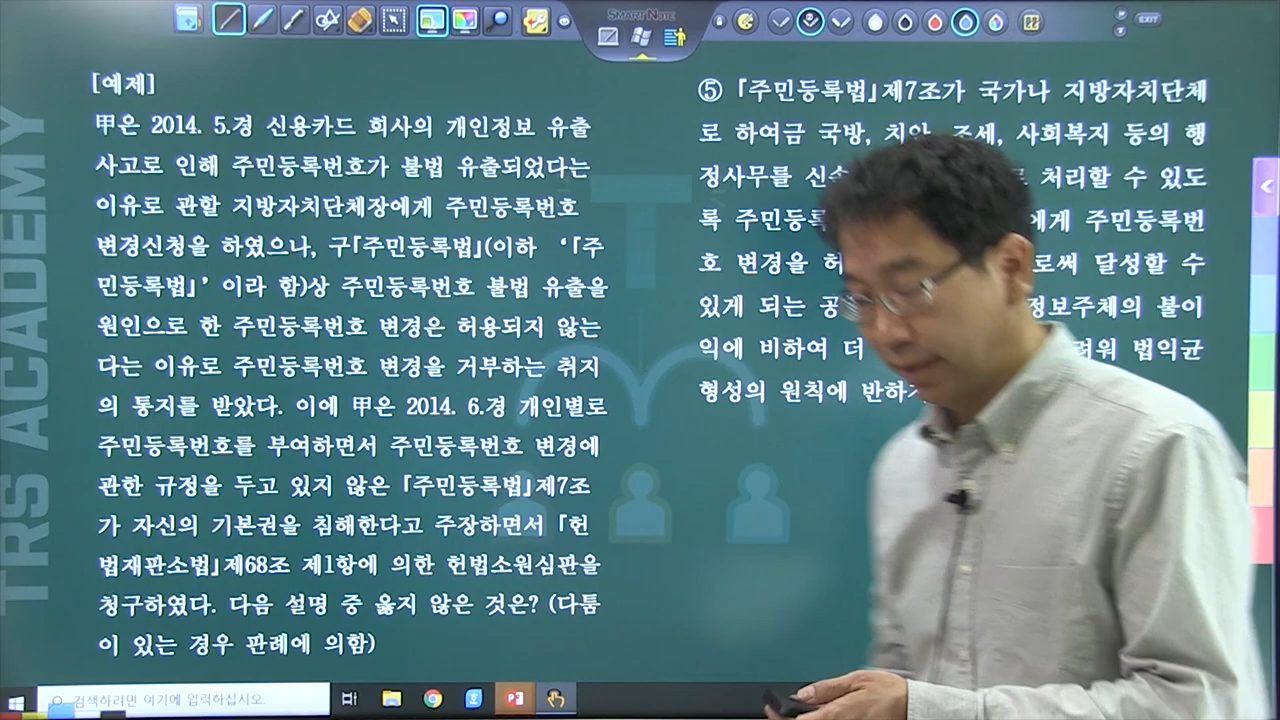 SMART NOTE
EXIT
TRS ACADEMY
[예제]
甲은 2014. 5.경 신용카드 회사의 개인정보 유출
사고로 인해 주민등록번호가 불법 유출되었다는
이유로 관할 지방자치단체장에게 주민등록번호
변경신청을 하였으나, 구「주민등록법」(이하 ‘「주
민등록법」’이라 함)상 주민등록번호 불법 유출을
원인으로 한 주민등록번호 변경은 허용되지 않는
다는 이유로 주민등록번호 변경을 거부하는 취지
의 통지를 받았다. 이에 甲은 2014. 6.경 개인별로
주민등록번호를 부여하면서 주민등록번호 변경에
관한 규정을 두고 있지 않은 「주민등록법」제7조
가 자신의 기본권을 침해한다고 주장하면서 「헌
법재판소법」제68조 제1항에 의한 헌법소원심판을
청구하였다. 다음 설명 중 옳지 않은 것은? (다툼
이 있는 경우 판례에 의함)
⑤ 「주민등록법」제7조가 국가나 지방자치단체
로 하여금 국방, 치안, 조세, 사회복지 등의 행
정사무를 신속 처리할 수 있도
록 주민등록 에게 주민등록번
호 변경을 허 로써 달성할 수
있게 되는 공 정보주체의 불이
익에 비하여 더 려워 법익균
형성의 원칙에 반하
검색하려면 여기에 입력하십시오.